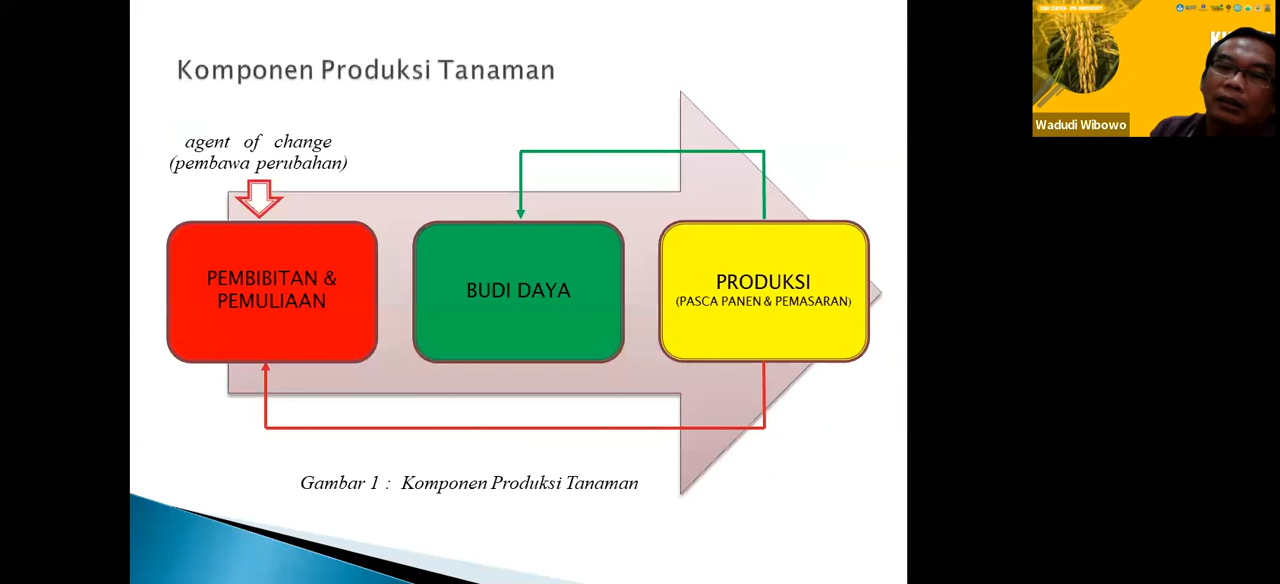 Komponen Produksi Tanaman
agent of change
(pembawa perubahan)
PEMBIBITAN &
PEMULIAAN
BUDI DAYA
PRODUKSI
(PASCA PANEN & PEMASARAN)
Gambar 1 : Komponen Produksi Tanaman
Wadudi Wibowo